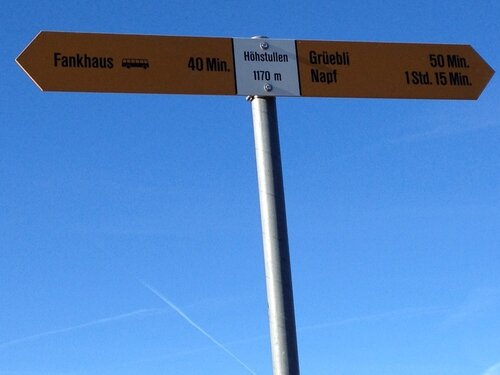 Fankhaus 40 Min.
Höhstullen
1170 m
Grüebli 50 Min.
Napf 1 Std. 15 Min.